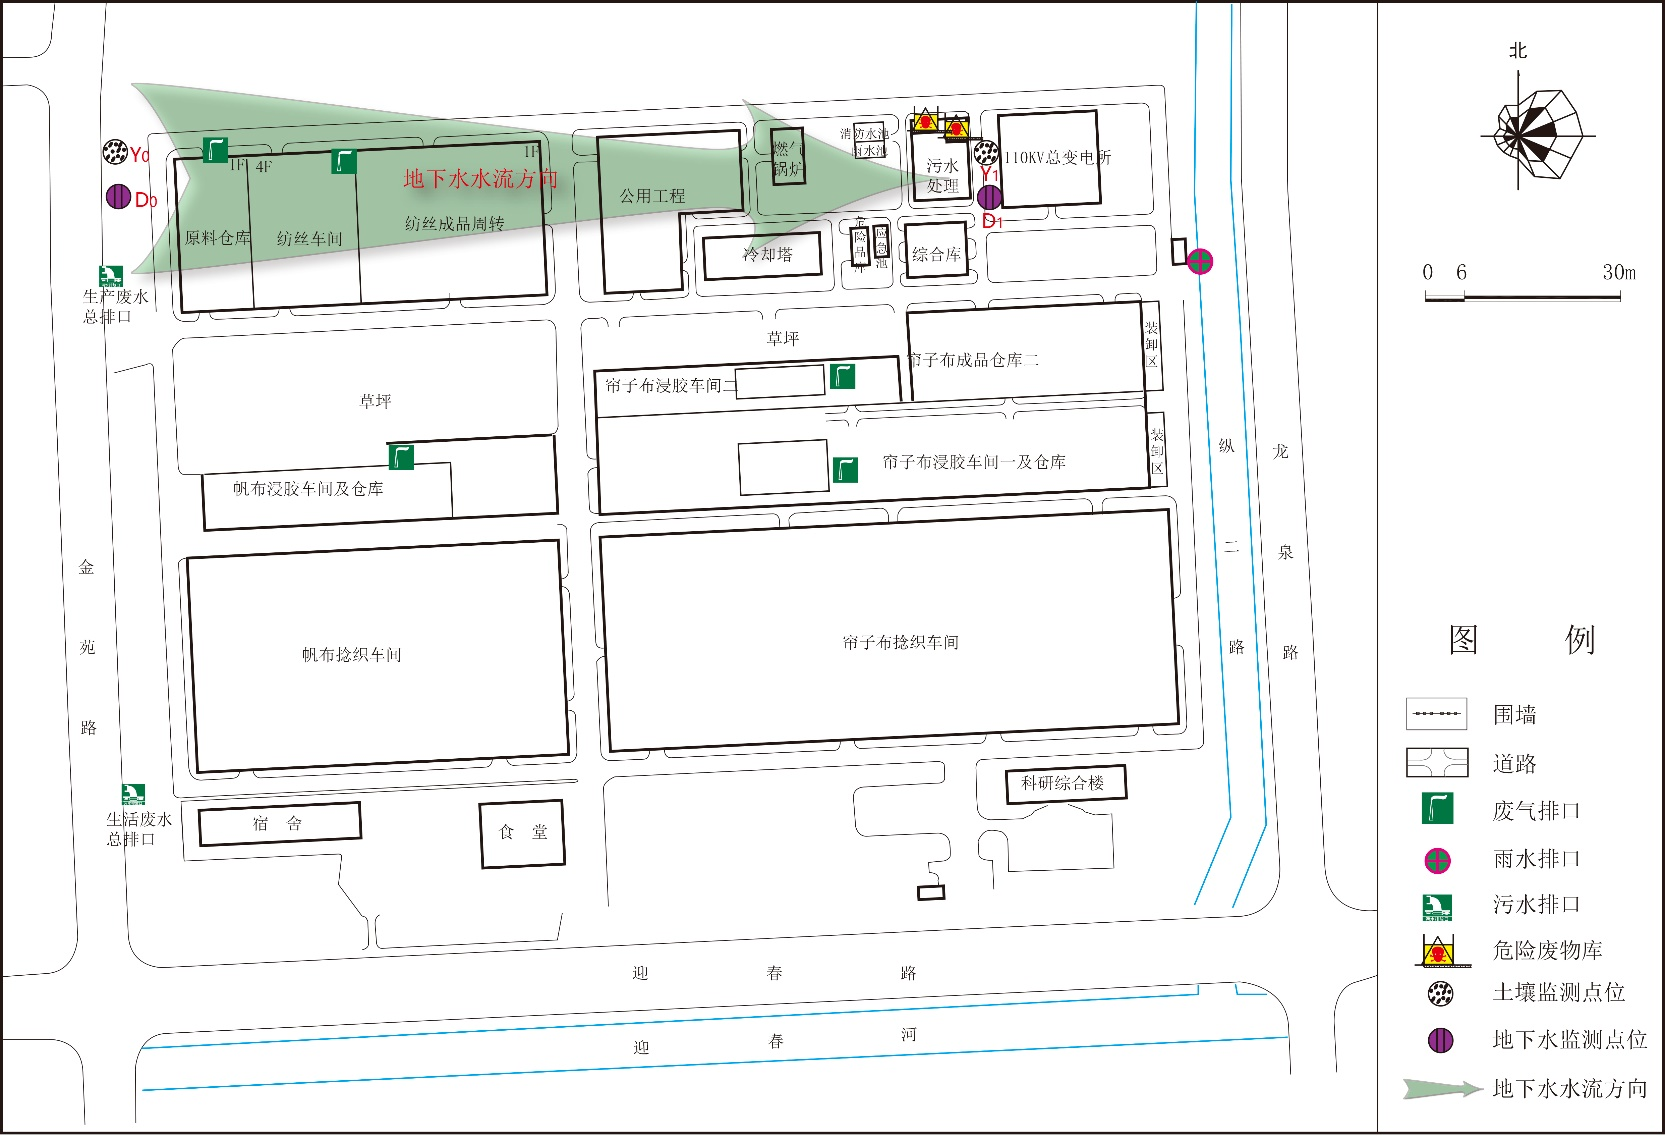 北
0 6 30m
图 例
围墙
道路
废气排口
雨水排口
污水排口
危险废物库
土壤监测点位
地下水监测点位
地下水水流方向
Y0
D0
生产废水
总排口
1F 4F
1F
地下水水流方向
原料仓库
纺丝车间
纺丝成品周转
公用工程
燃气
锅炉
消防水池
雨水池
污水
处理
Y1
D1
110KV总变电所
冷却塔
危险品库
应急池
综合库
草坪
草坪
帘子布浸胶车间二
帘子布成品仓库二
装卸区
帘子布浸胶车间一及仓库
装卸区
帆布浸胶车间及仓库
帆布捻织车间
帘子布捻织车间
金苑路
纵二路
龙泉路
生活废水
总排口
宿 舍
食 堂
科研综合楼
迎 春 路
迎 春 河